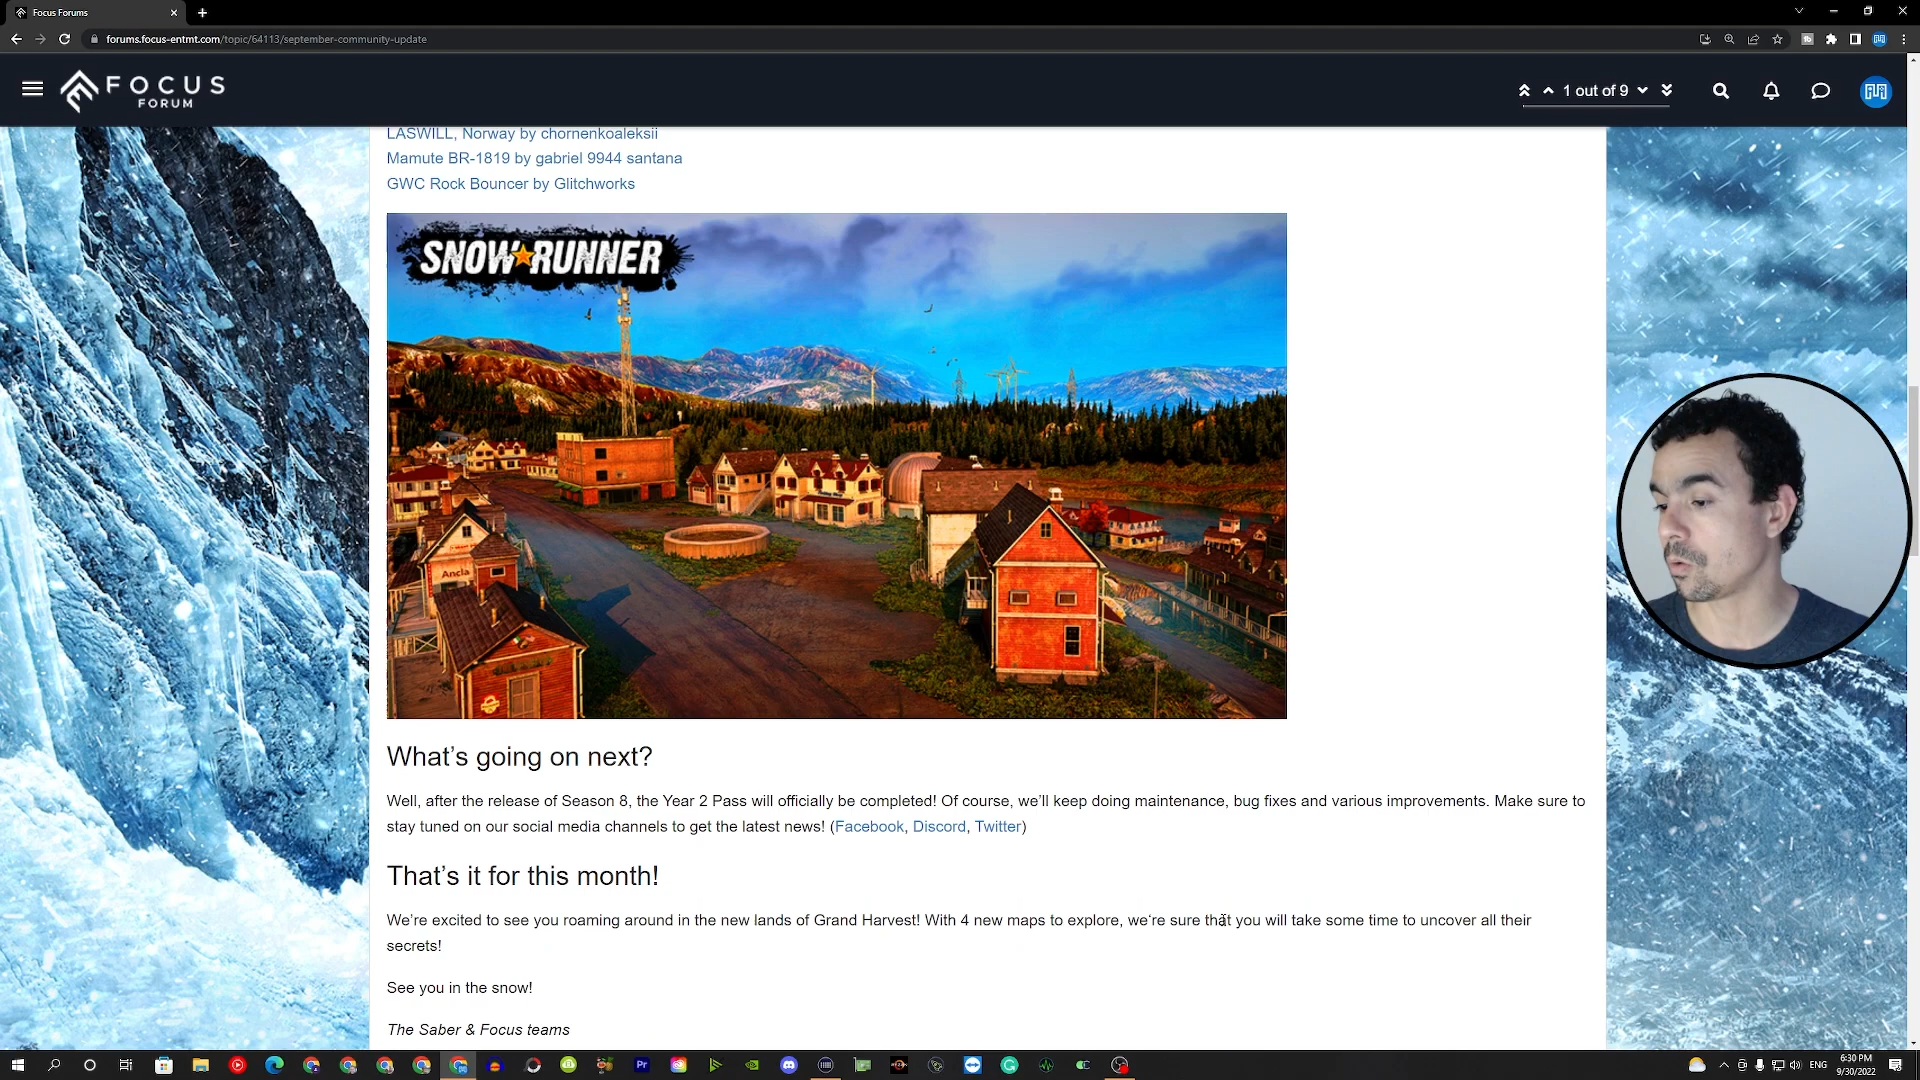 Focus Forums
forums.focus-entmt.com/topic/64113/september-community-update
FOCUS
FORUM
1 out of 9
LASWILL, Norway by chornenkoaleksii
Mamute BR-1819 by gabriel 9944 santana
GWC Rock Bouncer by Glitchworks
SNOWRUNNER
Ancla
What's going on next?
Well, after the release of Season 8, the Year 2 Pass will officially be completed! Of course, we'll keep doing maintenance, bug fixes and various improvements. Make sure to
stay tuned on our social media channels to get the latest news! (Facebook, Discord, Twitter)
That's it for this month!
We're excited to see you roaming around in the new lands of Grand Harvest! With 4 new maps to explore, we're sure that you will take some time to uncover all their
secrets!
See you in the snow!
The Saber & Focus teams
Pr
ENG
6:30 PM
9/30/2022